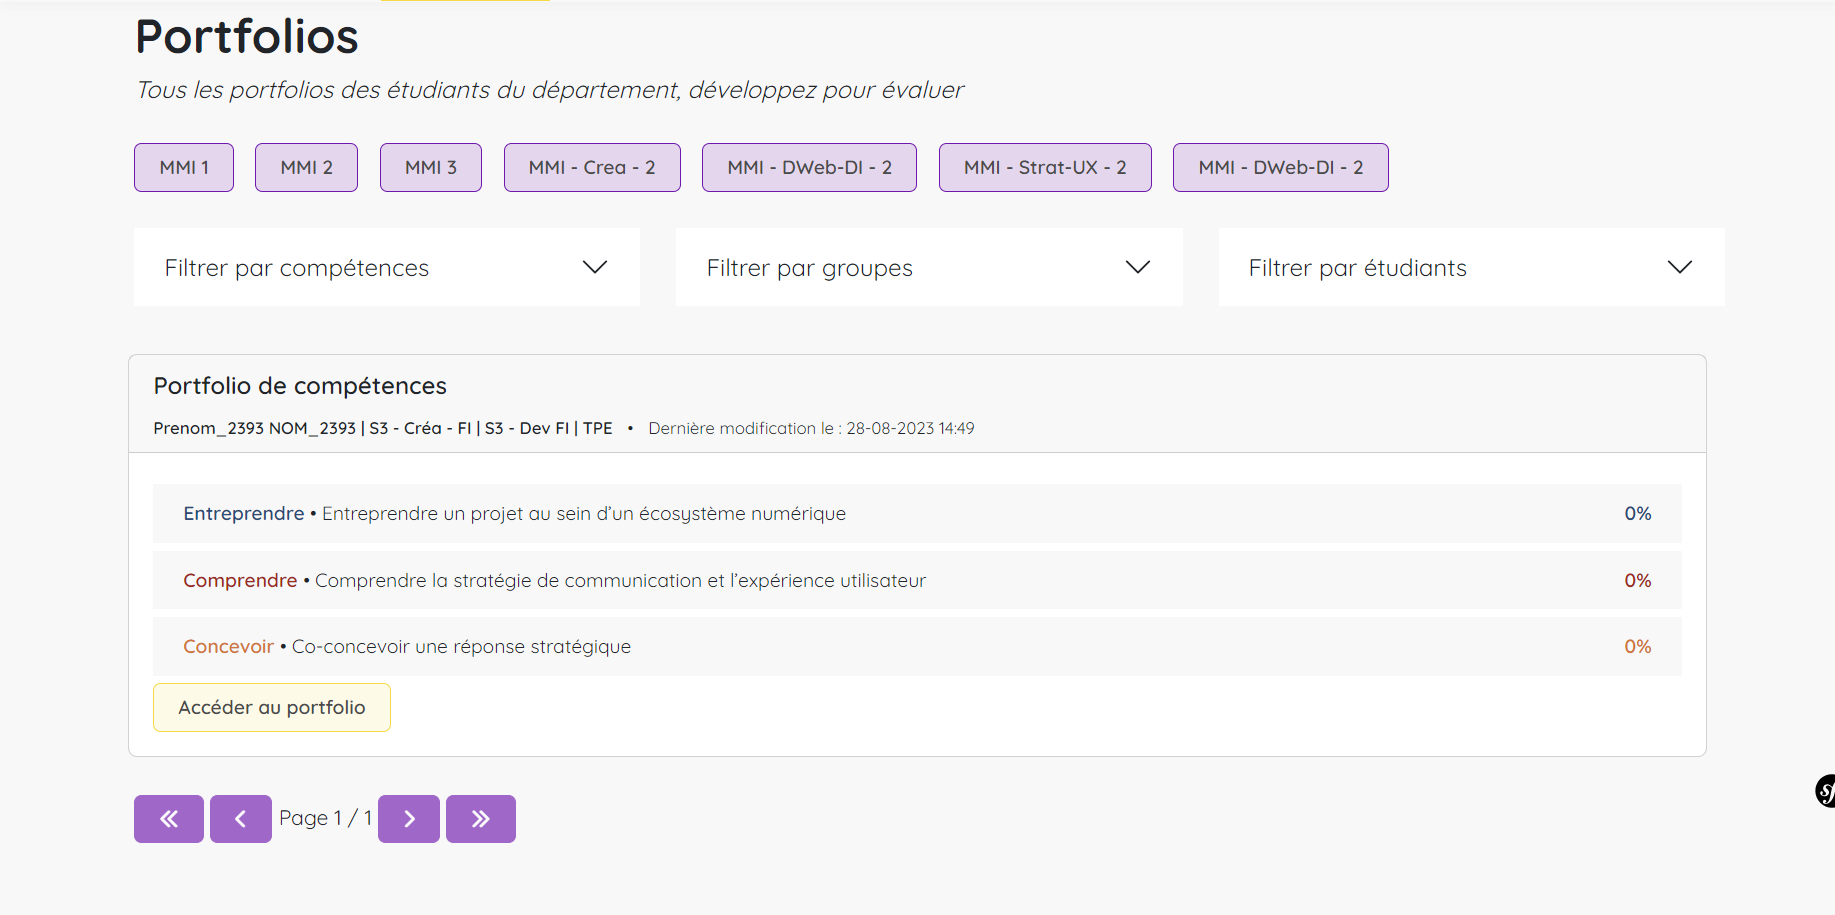 Portfolios
Tous les portfolios des étudiants du département, développez pour évaluer
MMI 1 MMI 2 MMI 3 MMI - Crea - 2 MMI - DWeb-DI - 2 MMI - Strat-UX - 2 MMI - DWeb-DI - 2
Filtrer par compétences Filtrer par groupes Filtrer par étudiants
Portfolio de compétences
Prenom_2393 NOM_2393 | S3 - Créa - FI | S3 - Dev FI | TPE • Dernière modification le : 28-08-2023 14:49
Entreprendre • Entreprendre un projet au sein d’un écosystème numérique 0%
Comprendre • Comprendre la stratégie de communication et l’expérience utilisateur 0%
Concevoir • Co-concevoir une réponse stratégique 0%
Accéder au portfolio
Page 1 / 1